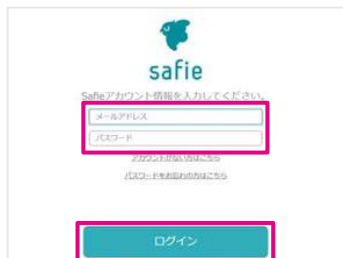 safie
Safieアカウント情報を入力してください。
メールアドレス
パスワード
アカウントがない方はこちら
パスワードをお忘れの方はこちら
ログイン